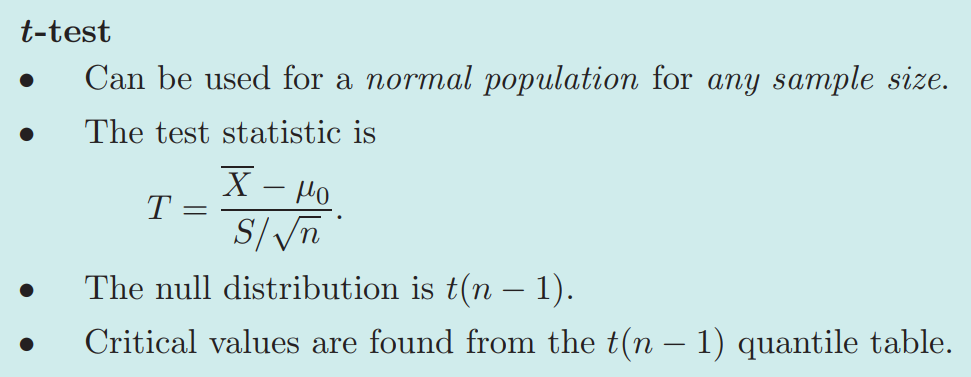 t-test
• Can be used for a normal population for any sample size.
• The test statistic is
T = (X̅ − μ₀) / (S/√n).
• The null distribution is t(n − 1).
• Critical values are found from the t(n − 1) quantile table.